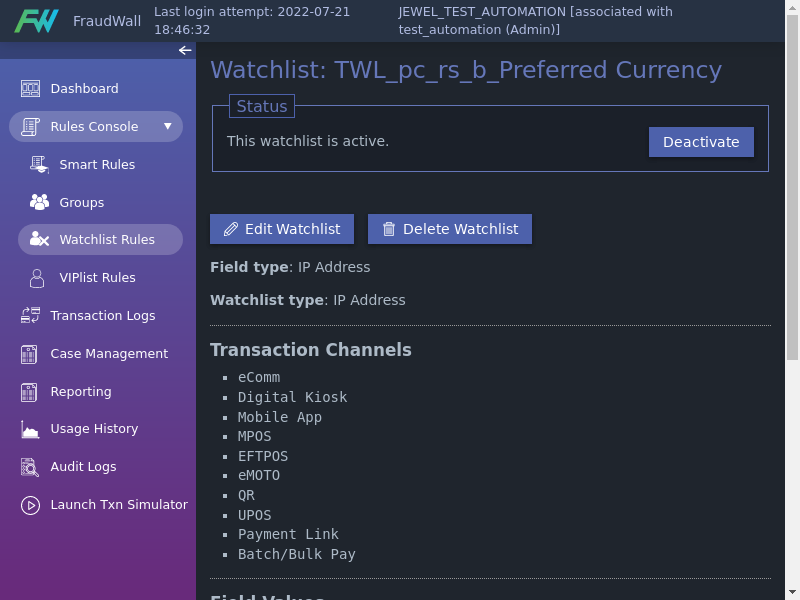 FW FraudWall
Last login attempt: 2022-07-21
18:46:32
JEWEL_TEST_AUTOMATION [associated with
test_automation (Admin)]
Dashboard
Rules Console
Smart Rules
Groups
Watchlist Rules
VIPlist Rules
Transaction Logs
Case Management
Reporting
Usage History
Audit Logs
Launch Txn Simulator
Watchlist: TWL_pc_rs_b_Preferred Currency
Status
This watchlist is active.
Deactivate
Edit Watchlist
Delete Watchlist
Field type: IP Address
Watchlist type: IP Address
Transaction Channels
eComm
Digital Kiosk
Mobile App
MPOS
EFTPOS
eMOTO
QR
UPOS
Payment Link
Batch/Bulk Pay
Field Values